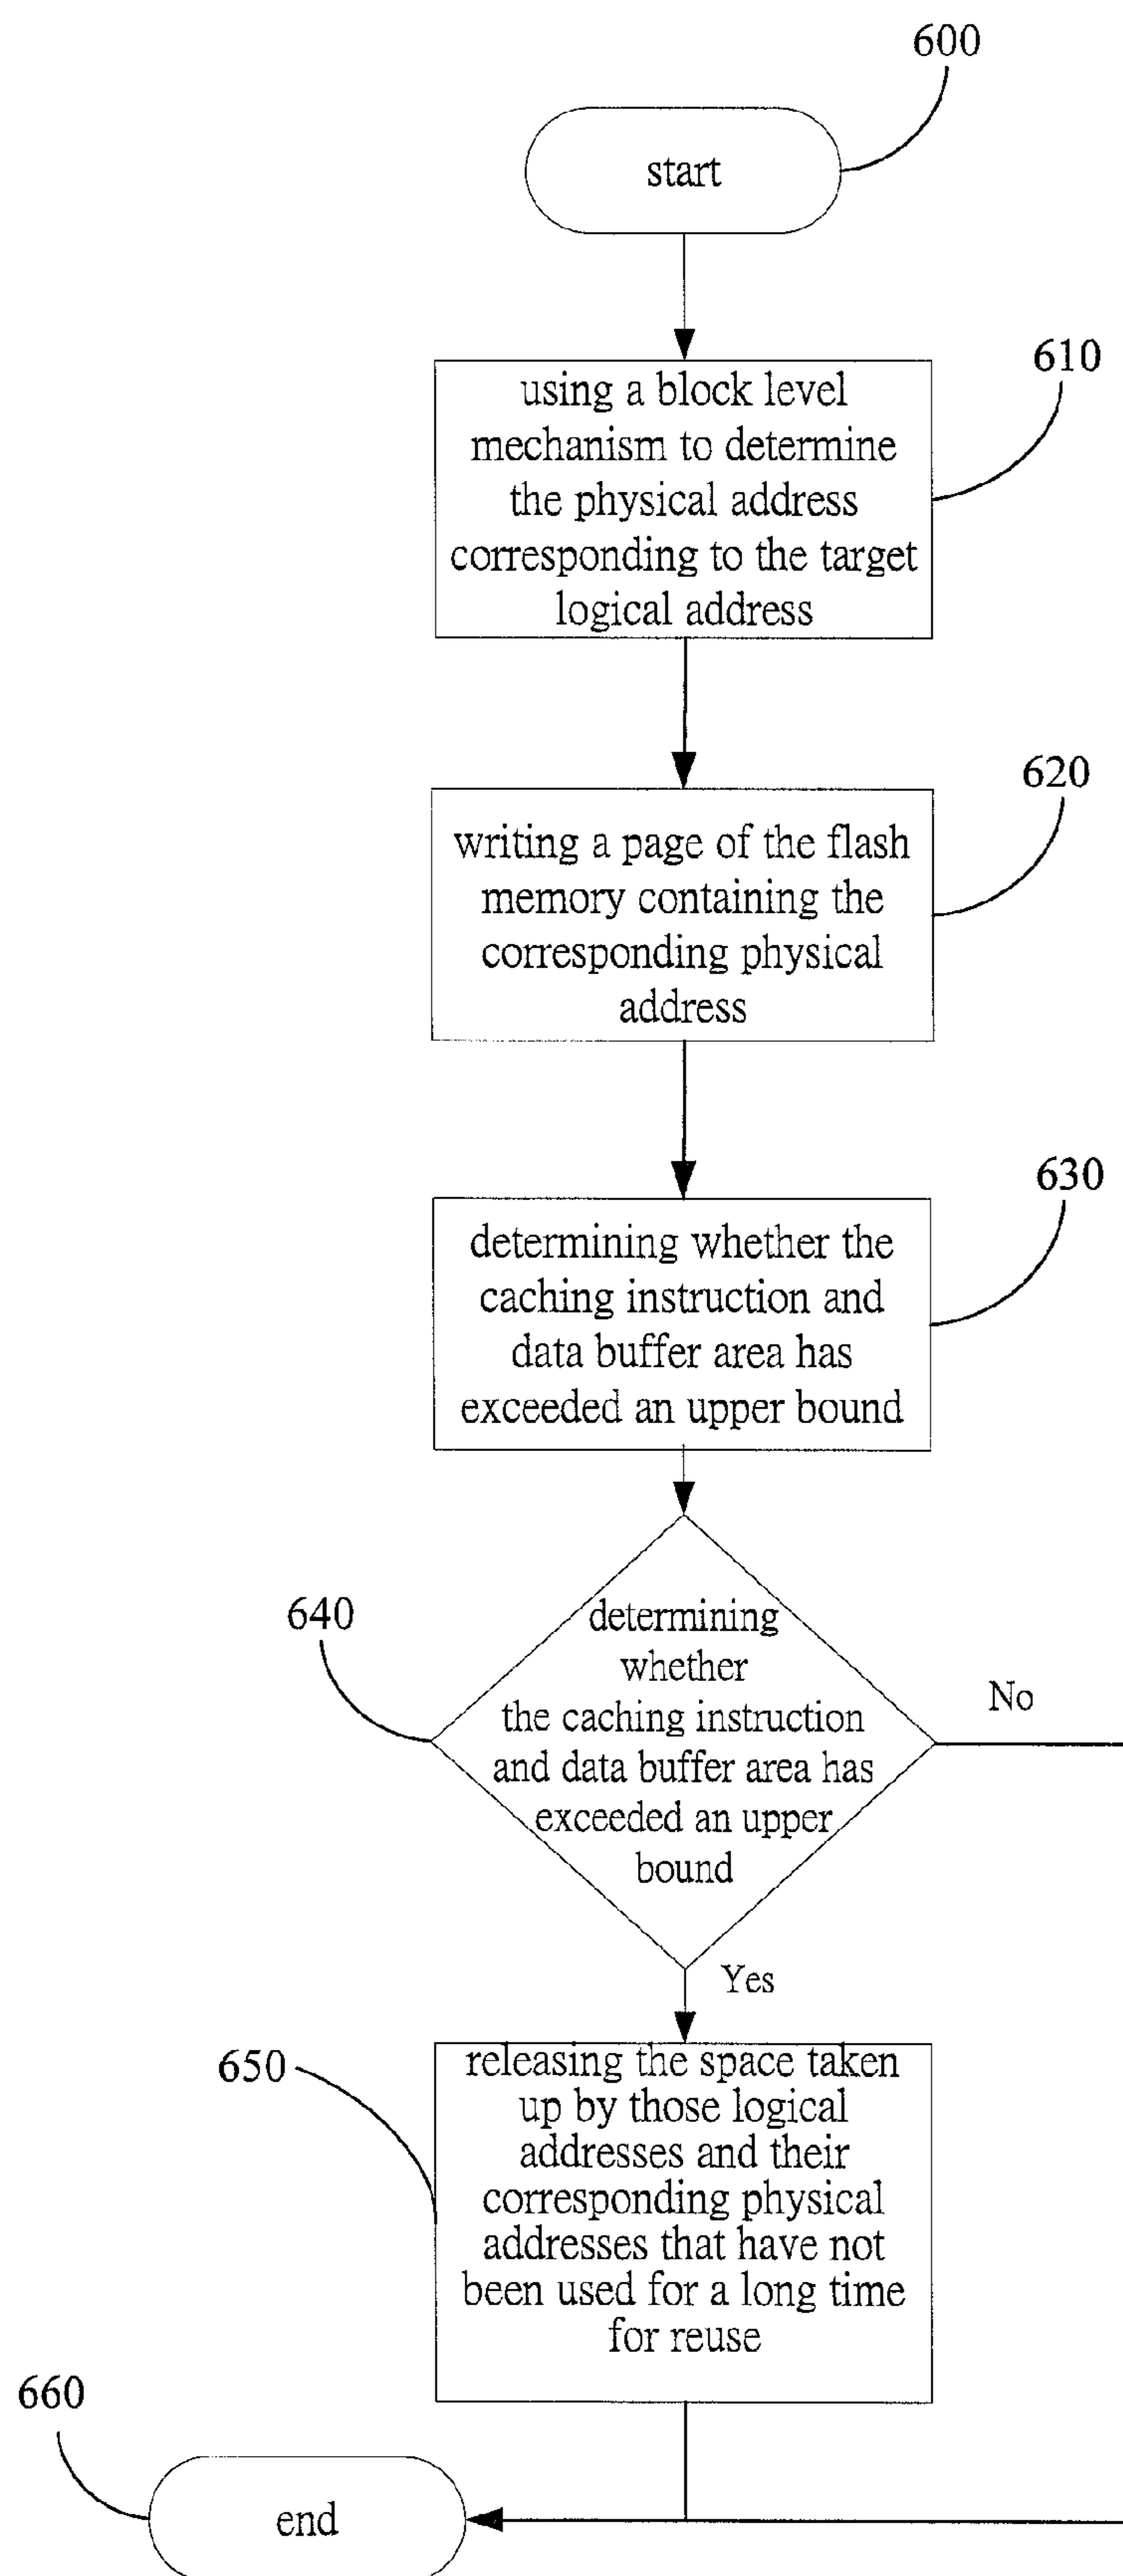 600
start
610
using a block level
mechanism to determine
the physical address
corresponding to the target
logical address
620
writing a page of the flash
memory containing the
corresponding physical
address
630
determining whether the
caching instruction and
data buffer area has
exceeded an upper bound
640
determining
whether
the caching instruction
and data buffer area has
exceeded an upper
bound
No
Yes
650
releasing the space taken
up by those logical
addresses and their
corresponding physical
addresses that have not
been used for a long time
for reuse
660
end